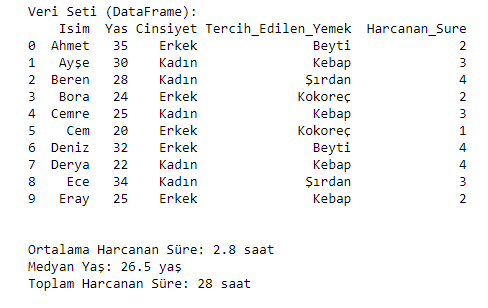 Veri Seti (DataFrame):
Isim Yas Cinsiyet Tercih_Edilen_Yemek Harcanan_Sure
0 Ahmet 35 Erkek Beyti 2
1 Ayşe 30 Kadın Kebap 3
2 Beren 28 Kadın Şırdan 4
3 Bora 24 Erkek Kokoreç 2
4 Cemre 25 Kadın Kebap 3
5 Cem 20 Erkek Kokoreç 1
6 Deniz 32 Erkek Beyti 4
7 Derya 22 Kadın Kebap 4
8 Ece 34 Kadın Şırdan 3
9 Eray 25 Erkek Kebap 2
Ortalama Harcanan Süre: 2.8 saat
Medyan Yaş: 26.5 yaş
Toplam Harcanan Süre: 28 saat